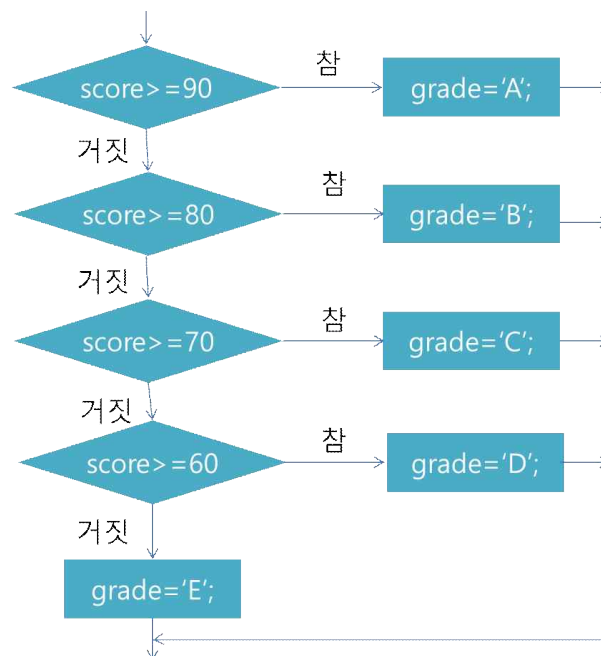 참
score>=90
grade='A';
거짓
참
score>=80
grade='B';
거짓
참
score>=70
grade='C';
거짓
참
score>=60
grade='D';
거짓
grade='E';